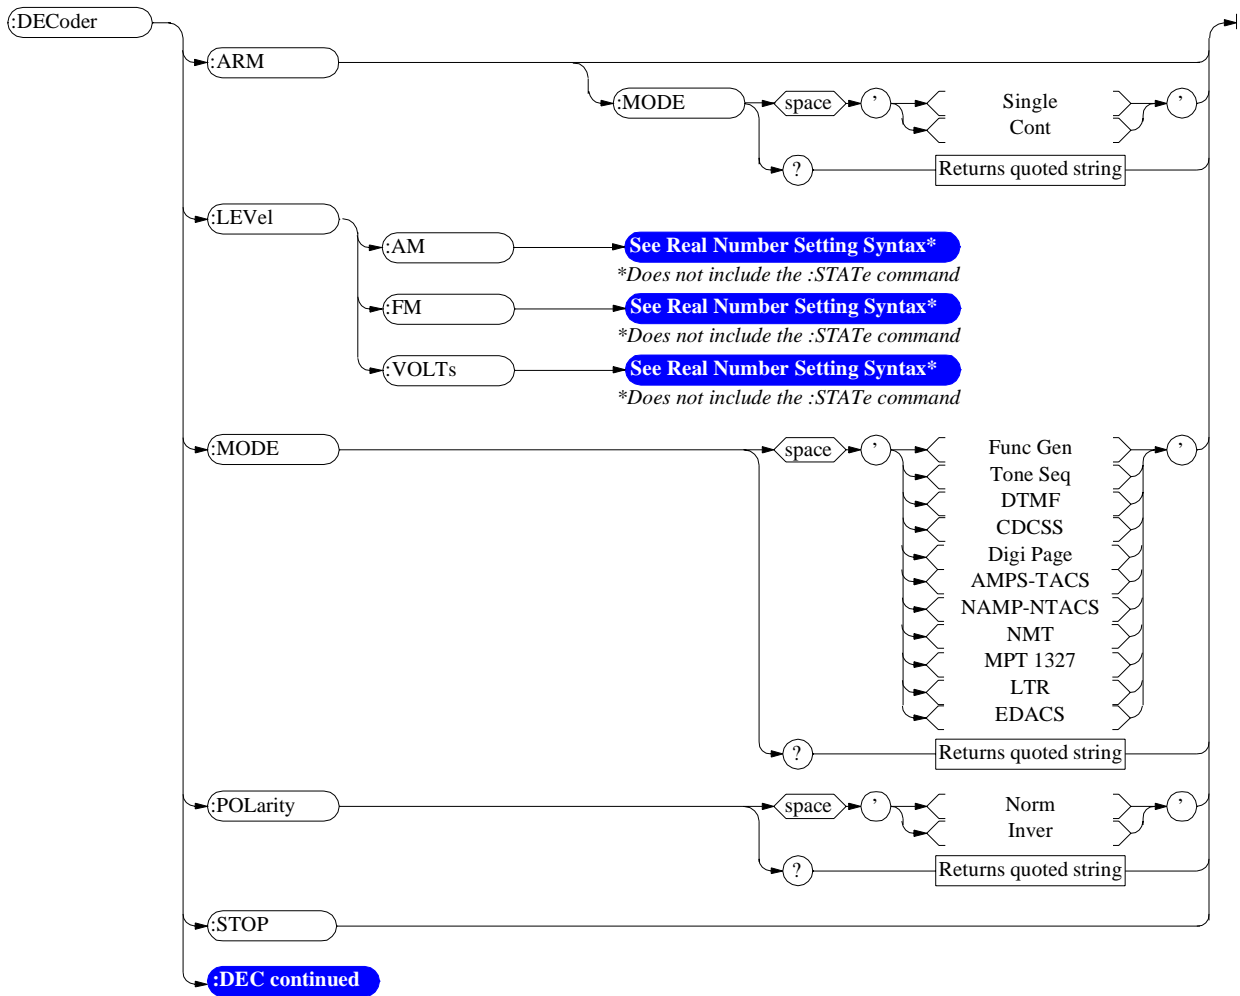 :DECoder
:ARM
:MODE space ' Single '
Cont
? Returns quoted string
:LEVel
:AM See Real Number Setting Syntax*
*Does not include the :STATe command
:FM See Real Number Setting Syntax*
*Does not include the :STATe command
:VOLTs See Real Number Setting Syntax*
*Does not include the :STATe command
:MODE space ' Func Gen '
Tone Seq
DTMF
CDCSS
Digi Page
AMPS-TACS
NAMP-NTACS
NMT
MPT 1327
LTR
EDACS
? Returns quoted string
:POLarity space ' Norm '
Inver
? Returns quoted string
:STOP
:DEC continued